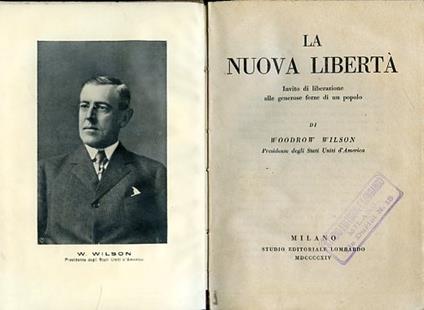 W. WILSON
Presidente degli Stati Uniti d'America
LA
NUOVA LIBERTÀ
Invito di liberazione
alle generose forze di un popolo
DI
WOODROW WILSON
Presidente degli Stati Uniti d'America
MILANO
STUDIO EDITORIALE LOMBARDO
MDCCCCXIV